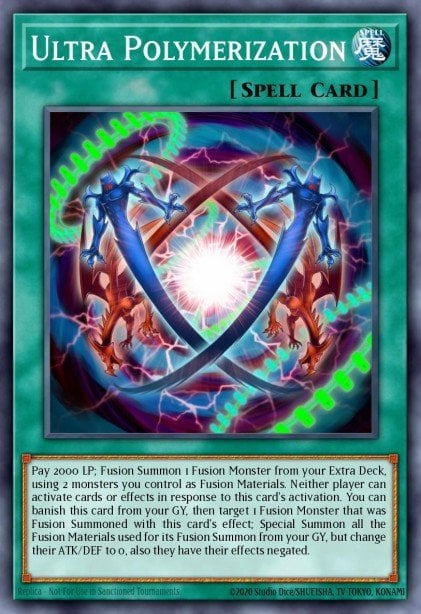 ULTRA POLYMERIZATION
SPELL
魔
[SPELL CARD]
Pay 2000 LP; Fusion Summon 1 Fusion Monster from your Extra Deck,
using 2 monsters you control as Fusion Materials. Neither player can
activate cards or effects in response to this card's activation. You can
banish this card from your GY, then target 1 Fusion Monster that was
Fusion Summoned with this card's effect; Special Summon all the
Fusion Materials used for its Fusion Summon from your GY, but change
their ATK/DEF to 0, also they have their effects negated.
Replica - Not For Use in Sanctioned Tournaments
©2020 Studio Dice/SHUEISHA, TV TOKYO, KONAMI